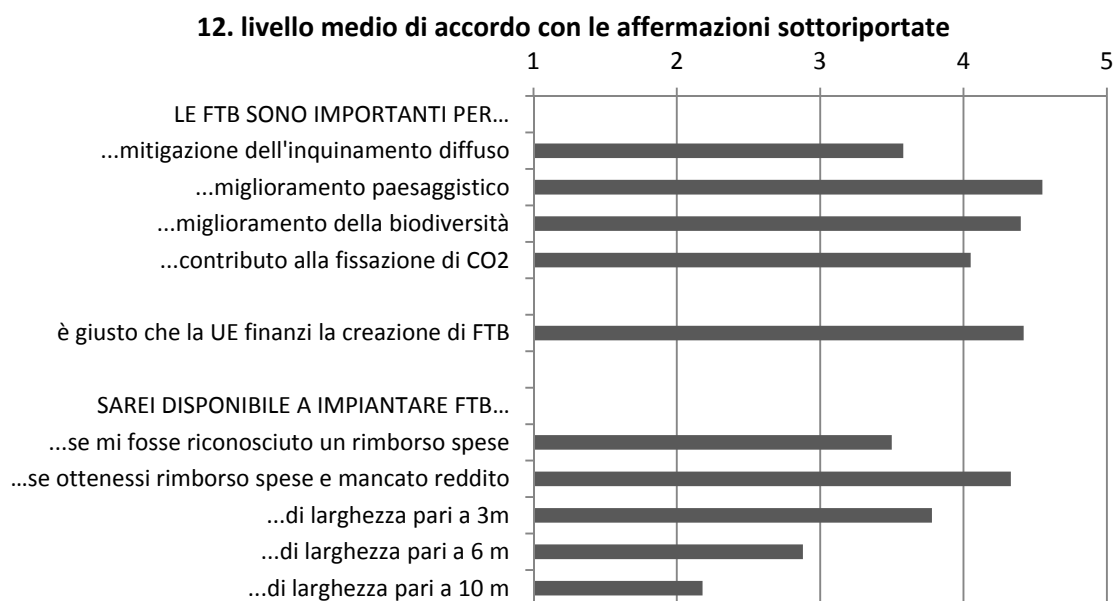 12. livello medio di accordo con le affermazioni sottoriportate
1 2 3 4 5
LE FTB SONO IMPORTANTI PER...
...mitigazione dell'inquinamento diffuso
...miglioramento paesaggistico
...miglioramento della biodiversità
...contributo alla fissazione di CO2
è giusto che la UE finanzi la creazione di FTB
SAREI DISPONIBILE A IMPIANTARE FTB...
...se mi fosse riconosciuto un rimborso spese
...se ottenessi rimborso spese e mancato reddito
...di larghezza pari a 3m
...di larghezza pari a 6 m
...di larghezza pari a 10 m